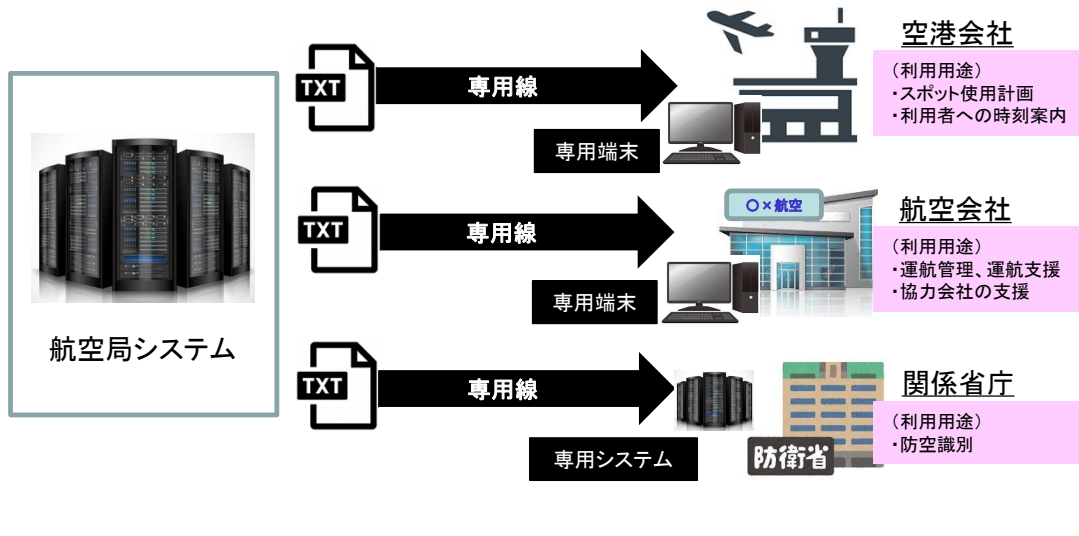 空港会社
TXT
専用線
(利用用途)
・スポット使用計画
・利用者への時刻案内
専用端末
〇×航空
航空会社
TXT
専用線
(利用用途)
・運航管理、運航支援
・協力会社の支援
専用端末
航空局システム
TXT
専用線
関係省庁
(利用用途)
・防空識別
専用システム
防衛省